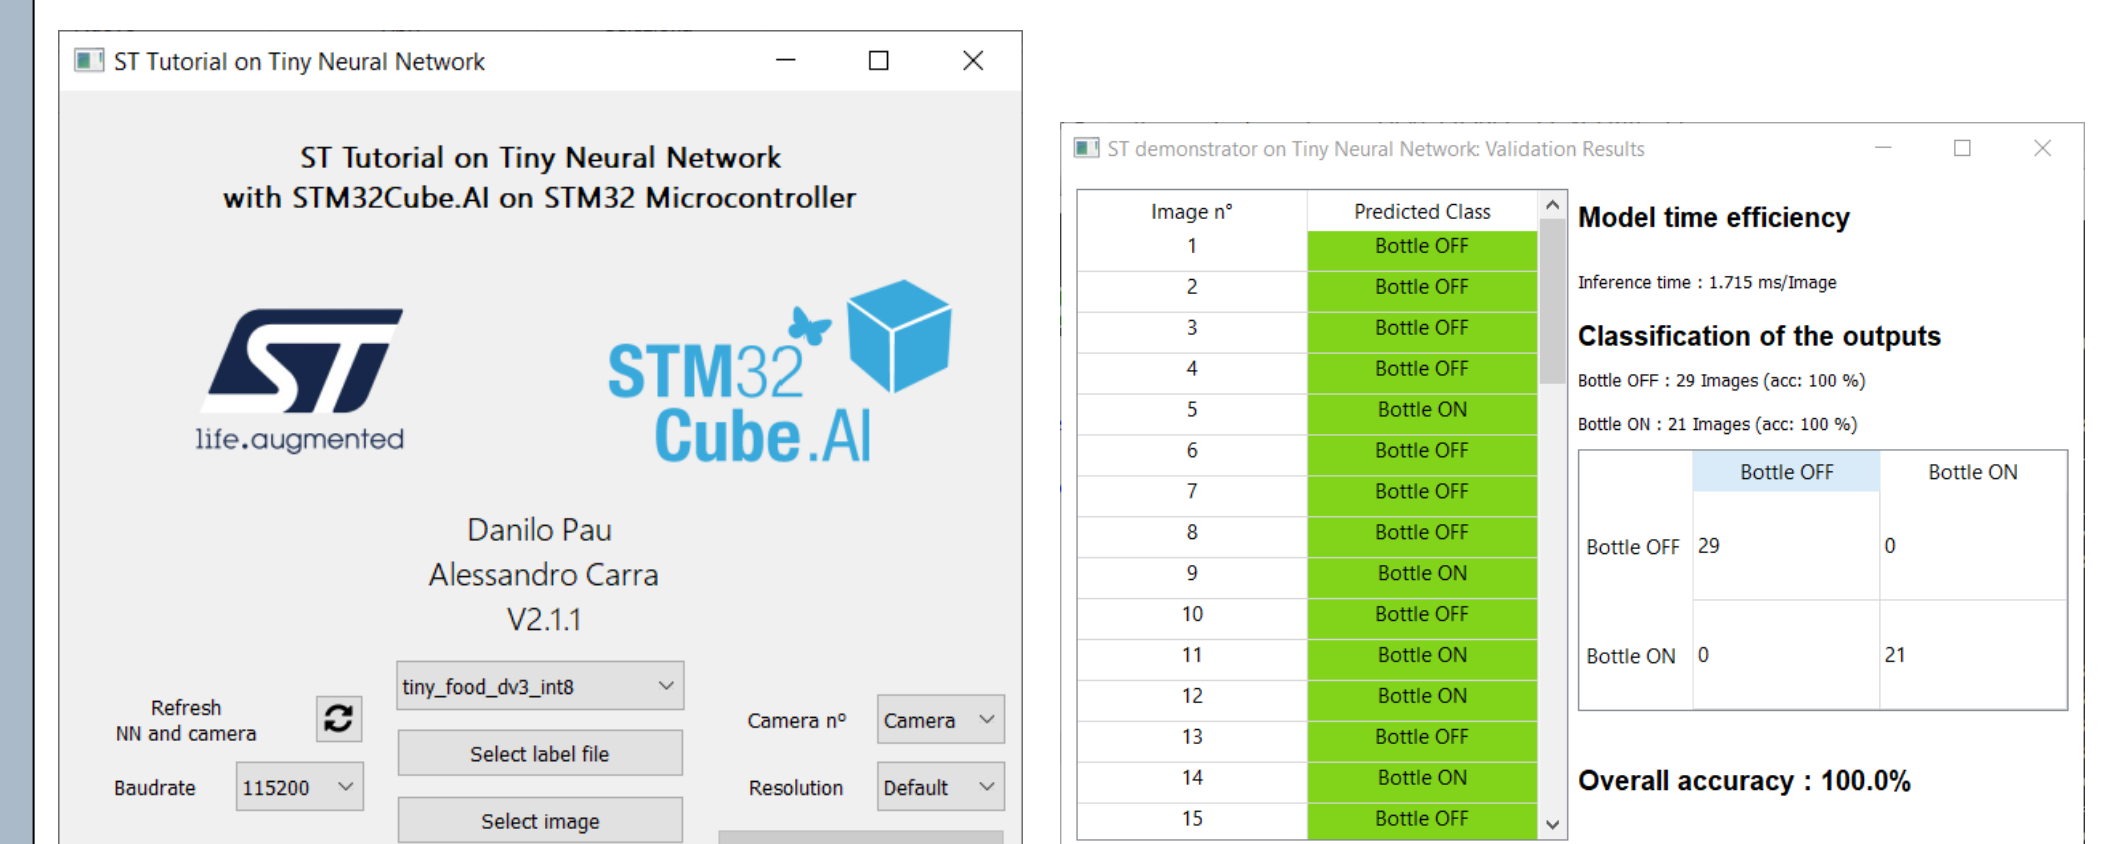 ST Tutorial on Tiny Neural Network
ST Tutorial on Tiny Neural Network
with STM32Cube.AI on STM32 Microcontroller
ST
life.augmented
STM32
Cube.AI
Danilo Pau
Alessandro Carra
V2.1.1
tiny_food_dv3_int8
Refresh
NN and camera
Select label file
Camera nº Camera
Baudrate 115200
Resolution Default
Select image
ST demonstrator on Tiny Neural Network: Validation Results
Image n° Predicted Class
1 Bottle OFF
2 Bottle OFF
3 Bottle OFF
4 Bottle OFF
5 Bottle ON
6 Bottle OFF
7 Bottle OFF
8 Bottle OFF
9 Bottle ON
10 Bottle OFF
11 Bottle ON
12 Bottle ON
13 Bottle OFF
14 Bottle ON
15 Bottle OFF
Model time efficiency
Inference time : 1.715 ms/Image
Classification of the outputs
Bottle OFF : 29 Images (acc: 100 %)
Bottle ON : 21 Images (acc: 100 %)
Bottle OFF Bottle ON
Bottle OFF 29 0
Bottle ON 0 21
Overall accuracy : 100.0%